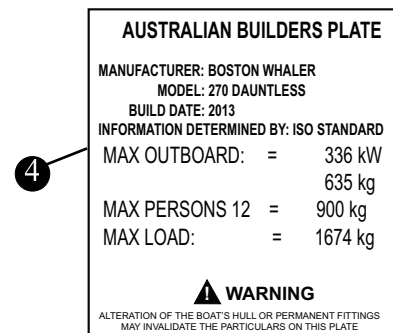 AUSTRALIAN BUILDERS PLATE
MANUFACTURER: BOSTON WHALER
MODEL: 270 DAUNTLESS
BUILD DATE: 2013
INFORMATION DETERMINED BY: ISO STANDARD
4
MAX OUTBOARD: = 336 kW
635 kg
MAX PERSONS 12 = 900 kg
MAX LOAD: = 1674 kg
WARNING
ALTERATION OF THE BOAT'S HULL OR PERMANENT FITTINGS
MAY INVALIDATE THE PARTICULARS ON THIS PLATE